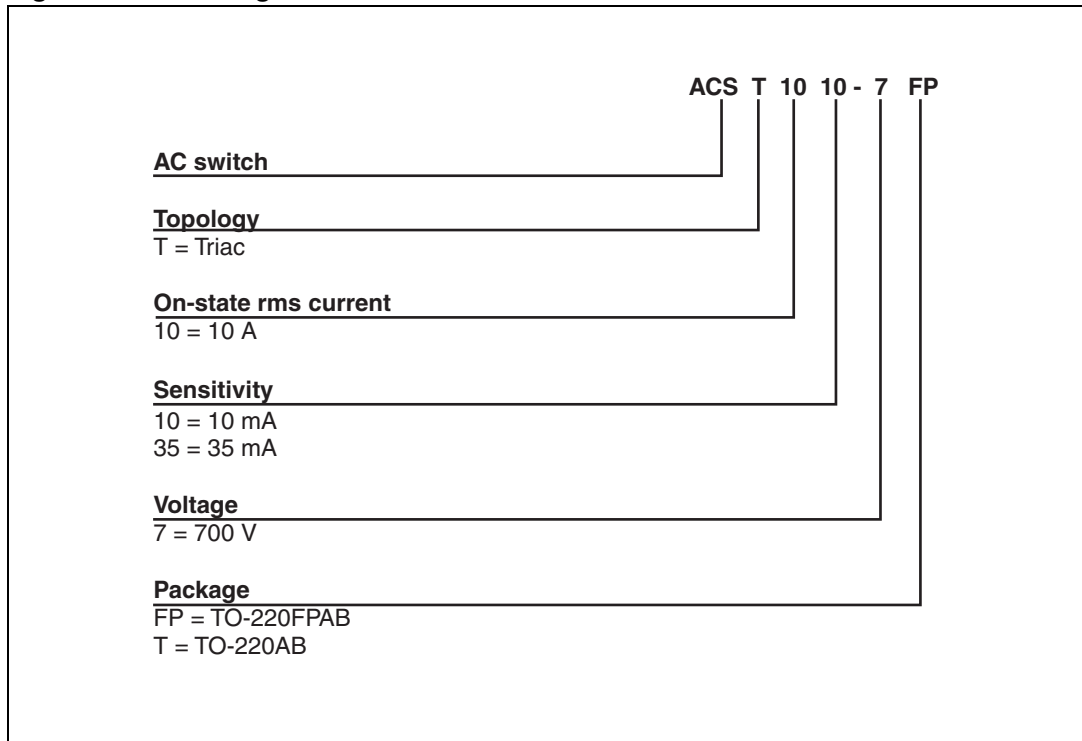 ACS T 10 10 - 7 FP
AC switch
Topology
T = Triac
On-state rms current
10 = 10 A
Sensitivity
10 = 10 mA
35 = 35 mA
Voltage
7 = 700 V
Package
FP = TO-220FPAB
T = TO-220AB